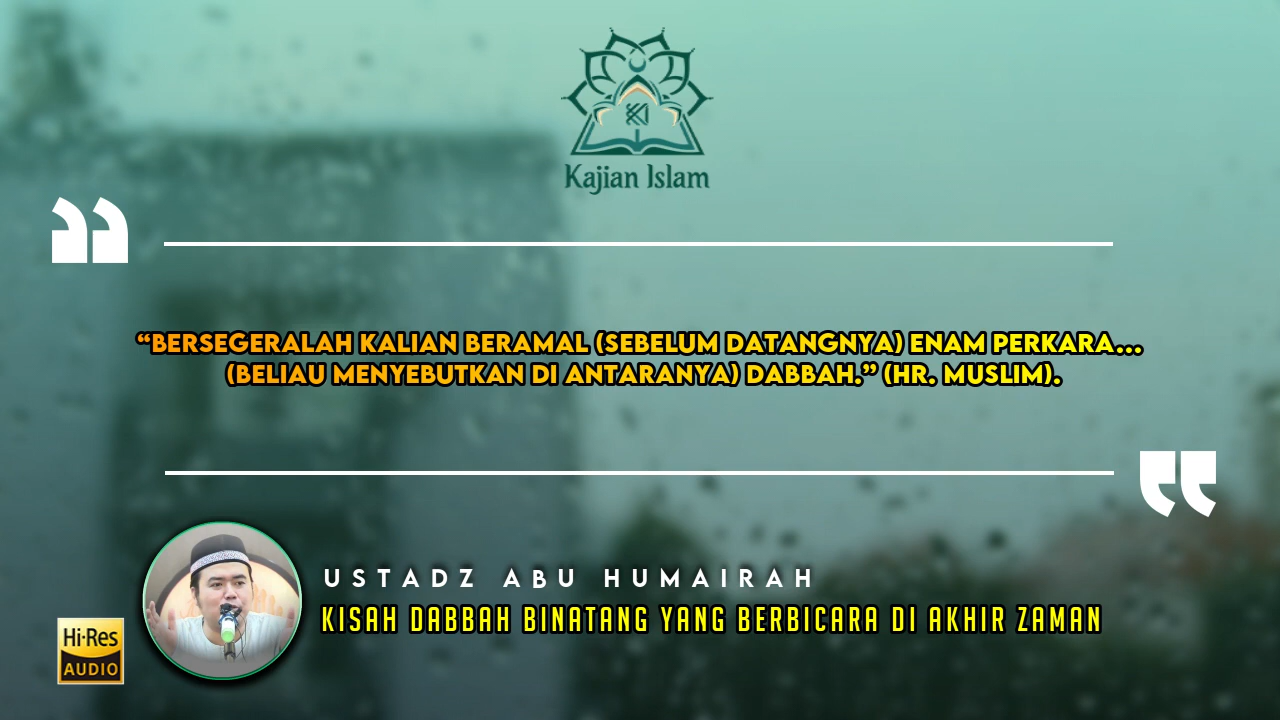 Kajian Islam
“BERSEGERALAH KALIAN BERAMAL (SEBELUM DATANGNYA) ENAM PERKARA...
(BELIAU MENYEBUTKAN DI ANTARANYA) DABBAH.” (HR. MUSLIM).
USTADZ ABU HUMAIRAH
KISAH DABBAH BINATANG YANG BERBICARA DI AKHIR ZAMAN
Hi-Res
AUDIO